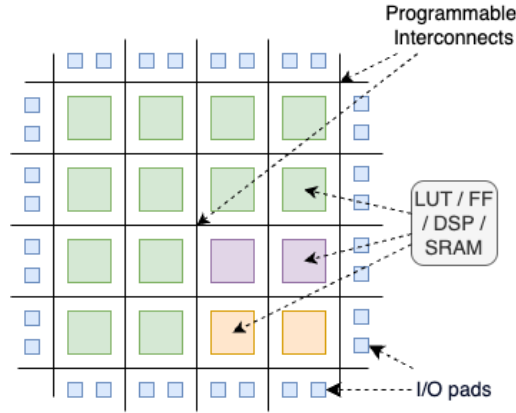 Programmable
Interconnects
LUT / FF
/ DSP /
SRAM
I/O pads